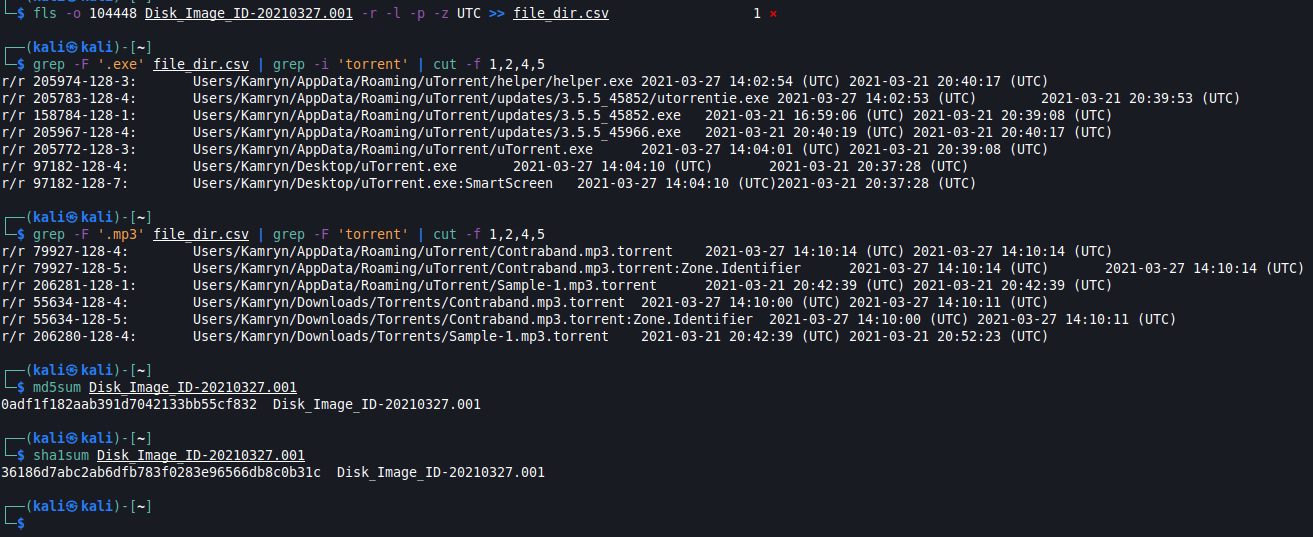 └─$ fls -o 104448 Disk_Image_ID-20210327.001 -r -l -p -z UTC >> file_dir.csv 1 ⨯
┌──(kali㉿kali)-[~]
└─$ grep -F '.exe' file_dir.csv | grep -i 'torrent' | cut -f 1,2,4,5
r/r 205974-128-3: Users/Kamryn/AppData/Roaming/uTorrent/helper/helper.exe 2021-03-27 14:02:54 (UTC) 2021-03-21 20:40:17 (UTC)
r/r 205783-128-4: Users/Kamryn/AppData/Roaming/uTorrent/updates/3.5.5_45852/utorrentie.exe 2021-03-27 14:02:53 (UTC) 2021-03-21 20:39:53 (UTC)
r/r 158784-128-1: Users/Kamryn/AppData/Roaming/uTorrent/updates/3.5.5_45852.exe 2021-03-21 16:59:06 (UTC) 2021-03-21 20:39:08 (UTC)
r/r 205967-128-4: Users/Kamryn/AppData/Roaming/uTorrent/updates/3.5.5_45966.exe 2021-03-21 20:40:19 (UTC) 2021-03-21 20:40:17 (UTC)
r/r 205772-128-3: Users/Kamryn/AppData/Roaming/uTorrent/uTorrent.exe 2021-03-27 14:04:01 (UTC) 2021-03-21 20:39:08 (UTC)
r/r 97182-128-4: Users/Kamryn/Desktop/uTorrent.exe 2021-03-27 14:04:10 (UTC) 2021-03-21 20:37:28 (UTC)
r/r 97182-128-7: Users/Kamryn/Desktop/uTorrent.exe:SmartScreen 2021-03-27 14:04:10 (UTC)2021-03-21 20:37:28 (UTC)
┌──(kali㉿kali)-[~]
└─$ grep -F '.mp3' file_dir.csv | grep -F 'torrent' | cut -f 1,2,4,5
r/r 79927-128-4: Users/Kamryn/AppData/Roaming/uTorrent/Contraband.mp3.torrent 2021-03-27 14:10:14 (UTC) 2021-03-27 14:10:14 (UTC)
r/r 79927-128-5: Users/Kamryn/AppData/Roaming/uTorrent/Contraband.mp3.torrent:Zone.Identifier 2021-03-27 14:10:14 (UTC) 2021-03-27 14:10:14 (UTC)
r/r 206281-128-1: Users/Kamryn/AppData/Roaming/uTorrent/Sample-1.mp3.torrent 2021-03-21 20:42:39 (UTC) 2021-03-21 20:42:39 (UTC)
r/r 55634-128-4: Users/Kamryn/Downloads/Torrents/Contraband.mp3.torrent 2021-03-27 14:10:00 (UTC) 2021-03-27 14:10:11 (UTC)
r/r 55634-128-5: Users/Kamryn/Downloads/Torrents/Contraband.mp3.torrent:Zone.Identifier 2021-03-27 14:10:00 (UTC) 2021-03-27 14:10:11 (UTC)
r/r 206280-128-4: Users/Kamryn/Downloads/Torrents/Sample-1.mp3.torrent 2021-03-21 20:42:39 (UTC) 2021-03-21 20:52:23 (UTC)
┌──(kali㉿kali)-[~]
└─$ md5sum Disk_Image_ID-20210327.001
0adf1f182aab391d7042133bb55cf832 Disk_Image_ID-20210327.001
┌──(kali㉿kali)-[~]
└─$ sha1sum Disk_Image_ID-20210327.001
36186d7abc2ab6dfb783f0283e96566db8c0b31c Disk_Image_ID-20210327.001
┌──(kali㉿kali)-[~]
└─$